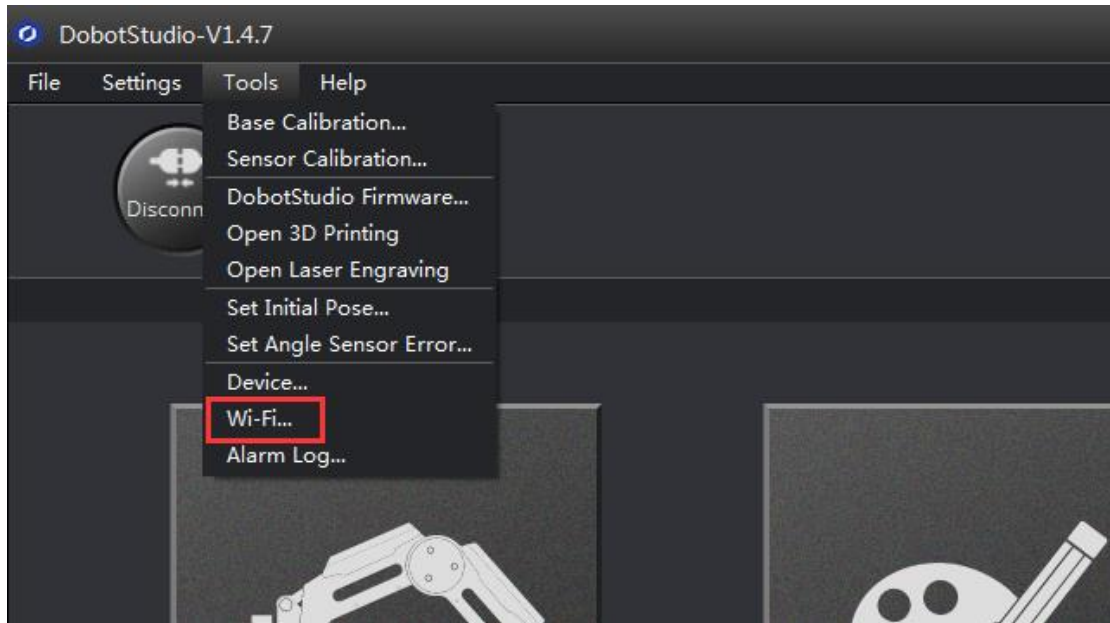 DobotStudio-V1.4.7
File Settings Tools Help
Base Calibration...
Sensor Calibration...
Disconn
DobotStudio Firmware...
Open 3D Printing
Open Laser Engraving
Set Initial Pose...
Set Angle Sensor Error...
Device...
Wi-Fi...
Alarm Log...